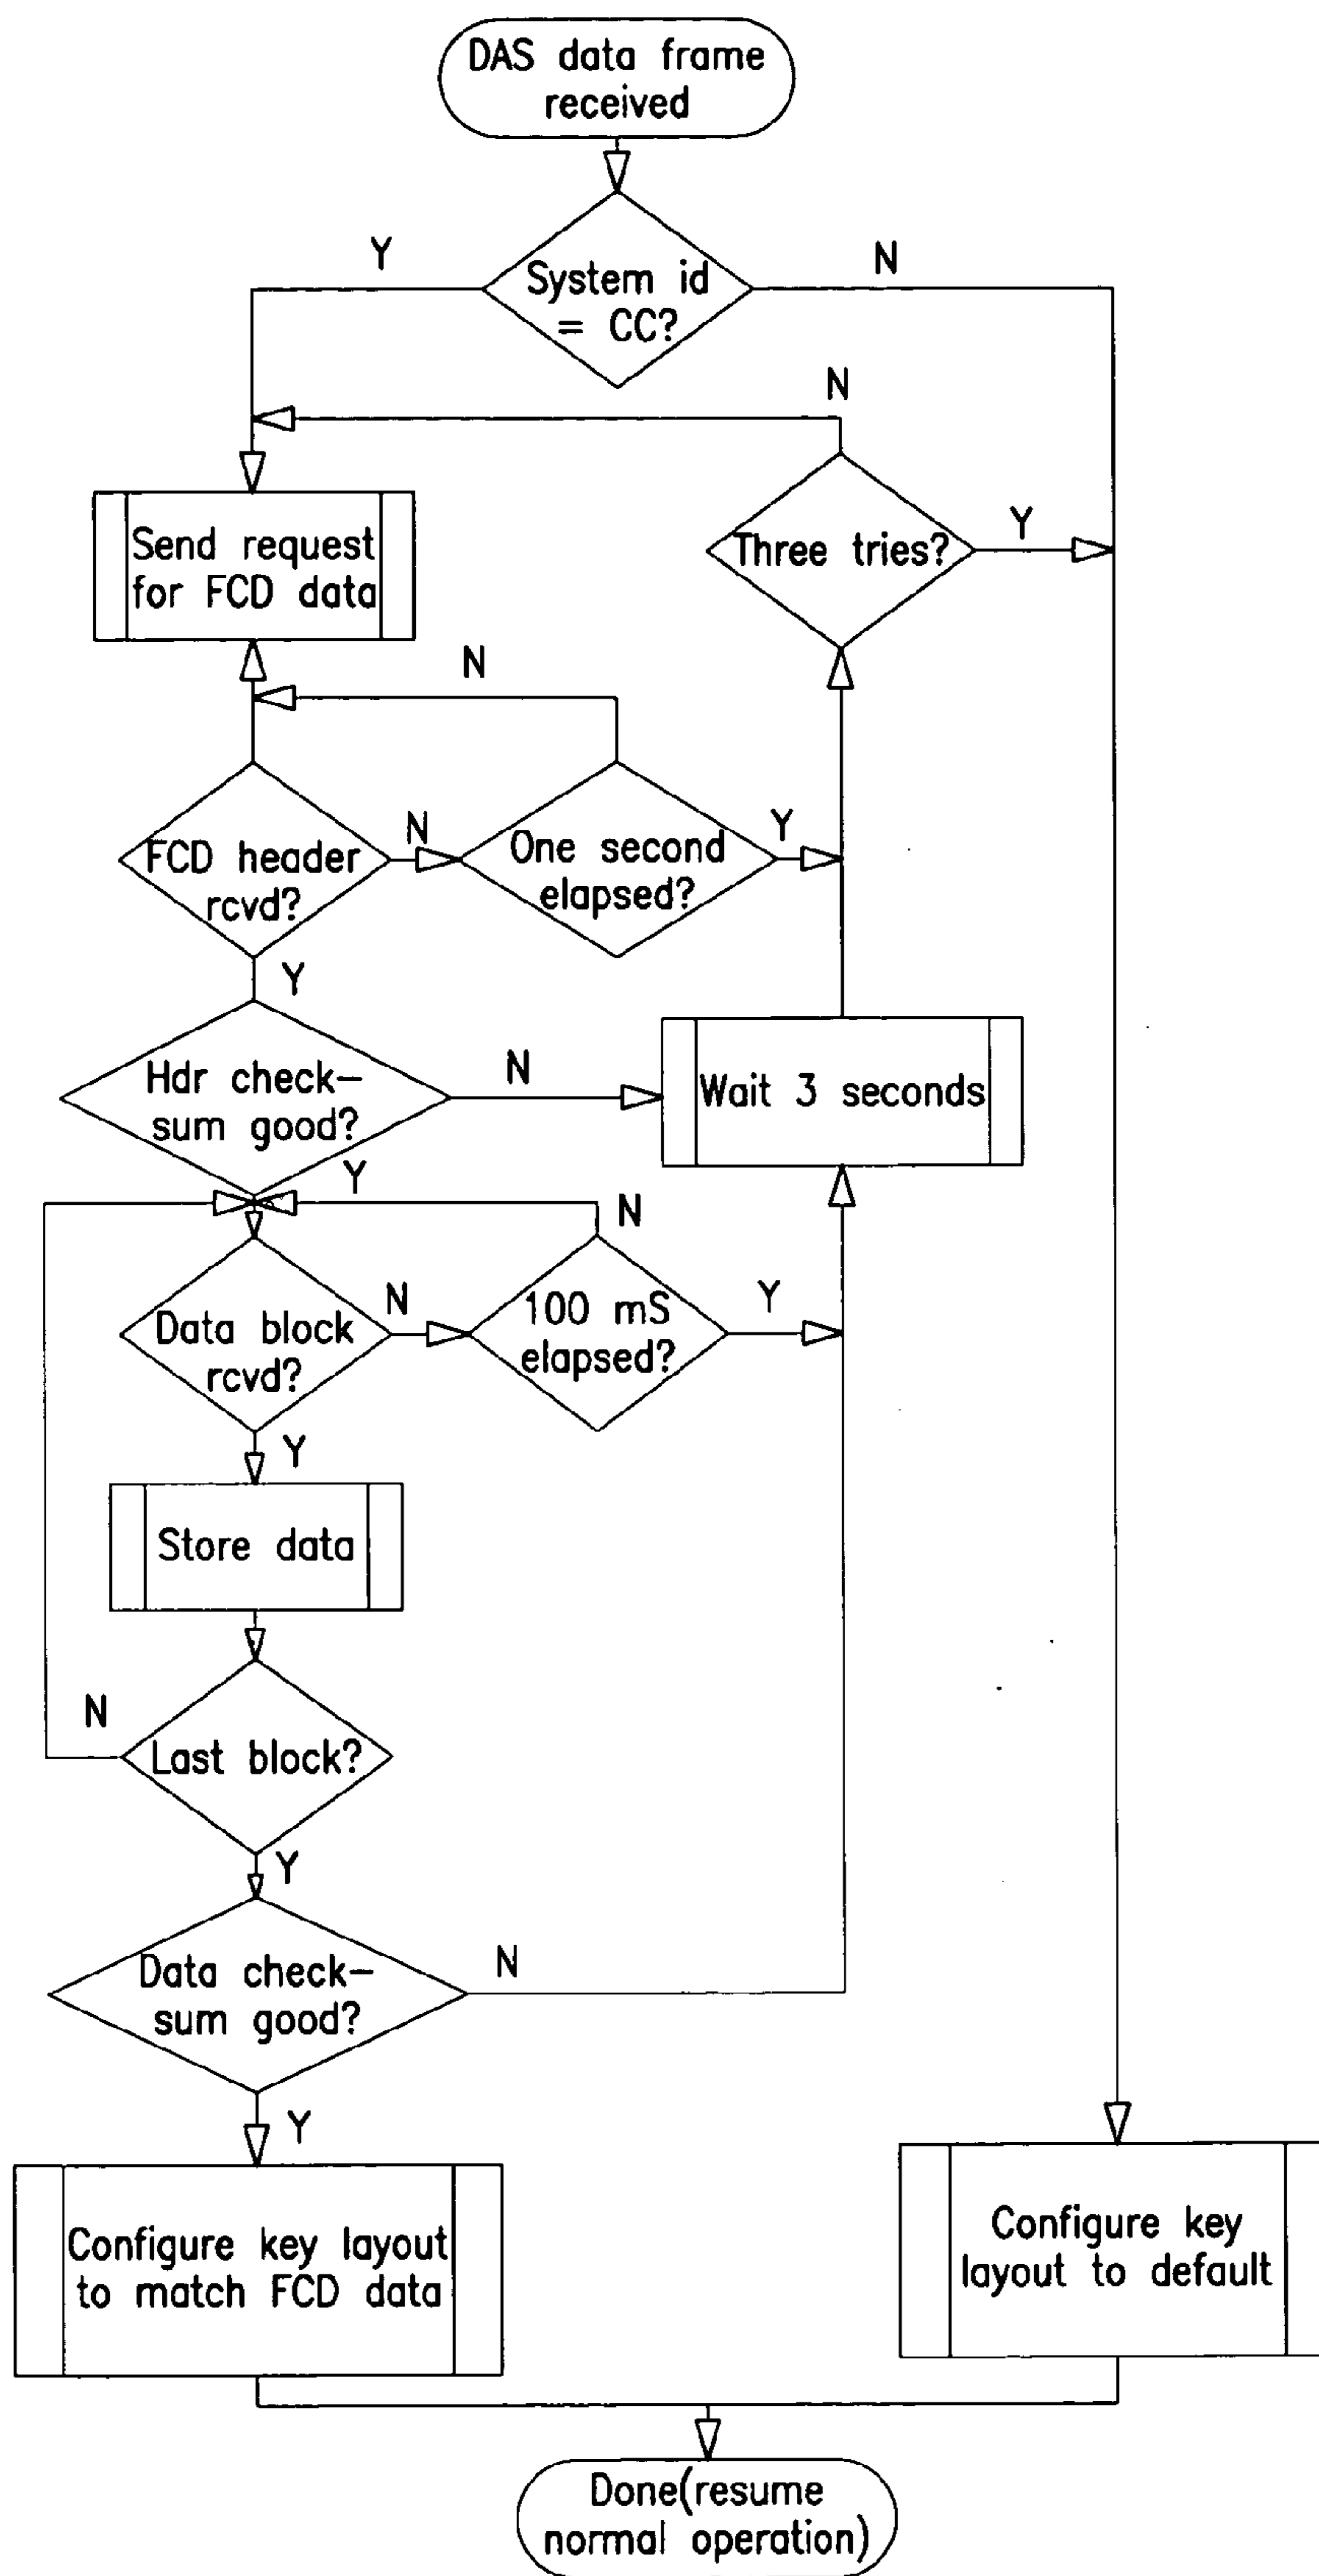 DAS data frame
received
Y
N
System id
= CC?
N
Three tries?
Y
Send request
for FCD data
N
FCD header
rcvd?
N
One second
elapsed?
Y
Y
Hdr check-
sum good?
N
Wait 3 seconds
Y
N
Data block
rcvd?
N
100 mS
elapsed?
Y
Y
Store data
N
Last block?
Y
Data check-
sum good?
N
Y
Configure key layout
to match FCD data
Configure key
layout to default
Done(resume
normal operation)